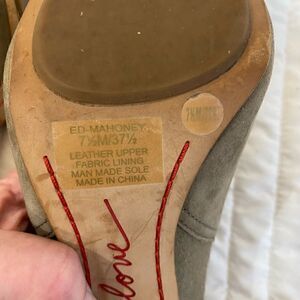 ED-MAHONEY
7½M/37½
LEATHER UPPER
FABRIC LINING
MAN MADE SOLE
MADE IN CHINA
love